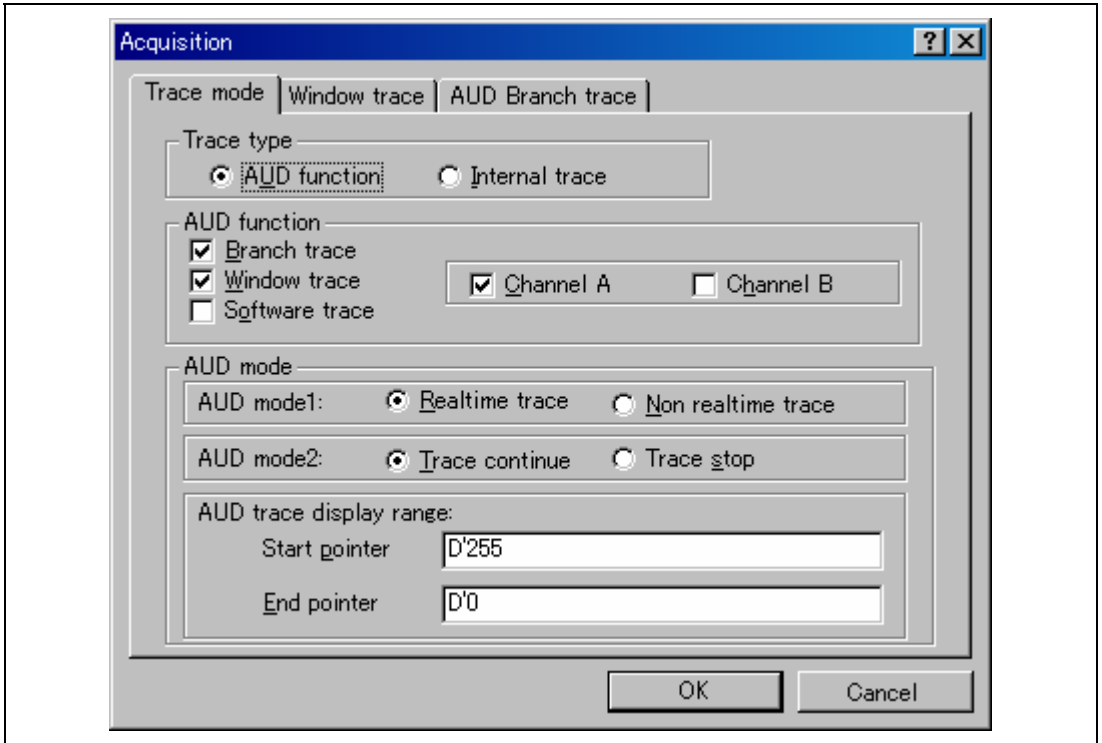 Acquisition
Trace mode Window trace AUD Branch trace
Trace type
AUD function Internal trace
AUD function
Branch trace
Window trace Channel A Channel B
Software trace
AUD mode
AUD mode1: Realtime trace Non realtime trace
AUD mode2: Trace continue Trace stop
AUD trace display range:
Start pointer D'255
End pointer D'0
OK Cancel